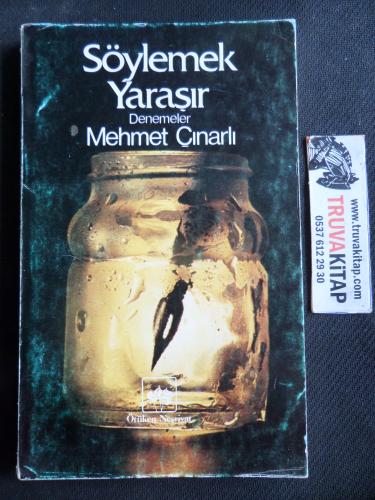 Söylemek
Yaraşır
Denemeler
Mehmet Çınarlı
Ötüken Neşriyat
www.truvakitap.com
TRUVAKİTAP
0537 612 29 30